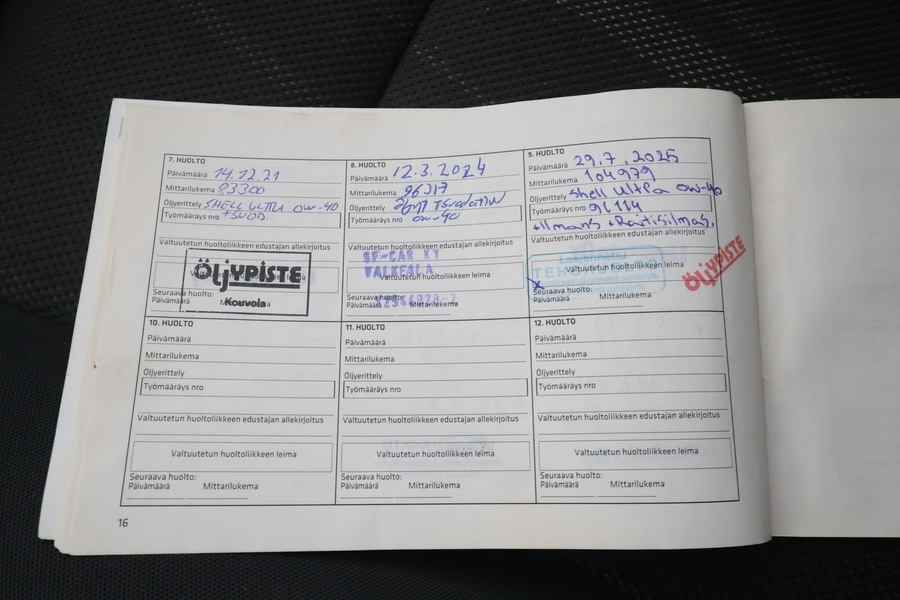 7. HUOLTO
Päivämäärä 14.12.21
Mittarilukema 83300
Öljyerittely SHELL ULTRA 0W-40
Työmääräys nro + SUOD.
Valtuutetun huoltoliikkeen edustajan allekirjoitus
ÖLJYPISTE
Kouvola
Seuraava huolto:
Päivämäärä
8. HUOLTO
Päivämäärä 12.3.2024
Mittarilukema 96317
Öljyerittely
Työmääräys nro 0W-40
Valtuutetun huoltoliikkeen edustajan allekirjoitus
SF-CAR KY
VALKEALA
Valtuutetun huoltoliikkeen leima
Seuraava huolto:
Päivämäärä Mittarilukema
9. HUOLTO
Päivämäärä 29.7.2025
Mittarilukema 104979
Öljyerittely Shell Ultra 0W-40
Työmääräys nro 91114
+Ilmans. +Raitisilmas.
Valtuutetun huoltoliikkeen edustajan allekirjoitus
Laajennettu
Valtuutetun huoltoliikkeen leima
ÖLJYPISTE
X
Seuraava huolto:
Päivämäärä Mittarilukema
10. HUOLTO
Päivämäärä
Mittarilukema
Öljyerittely
Työmääräys nro
Valtuutetun huoltoliikkeen edustajan allekirjoitus
Valtuutetun huoltoliikkeen leima
Seuraava huolto:
Päivämäärä Mittarilukema
11. HUOLTO
Päivämäärä
Mittarilukema
Öljyerittely
Työmääräys nro
Valtuutetun huoltoliikkeen edustajan allekirjoitus
Valtuutetun huoltoliikkeen leima
Seuraava huolto:
Päivämäärä Mittarilukema
12. HUOLTO
Päivämäärä
Mittarilukema
Öljyerittely
Työmääräys nro
Valtuutetun huoltoliikkeen edustajan allekirjoitus
Valtuutetun huoltoliikkeen leima
Seuraava huolto:
Päivämäärä Mittarilukema
16